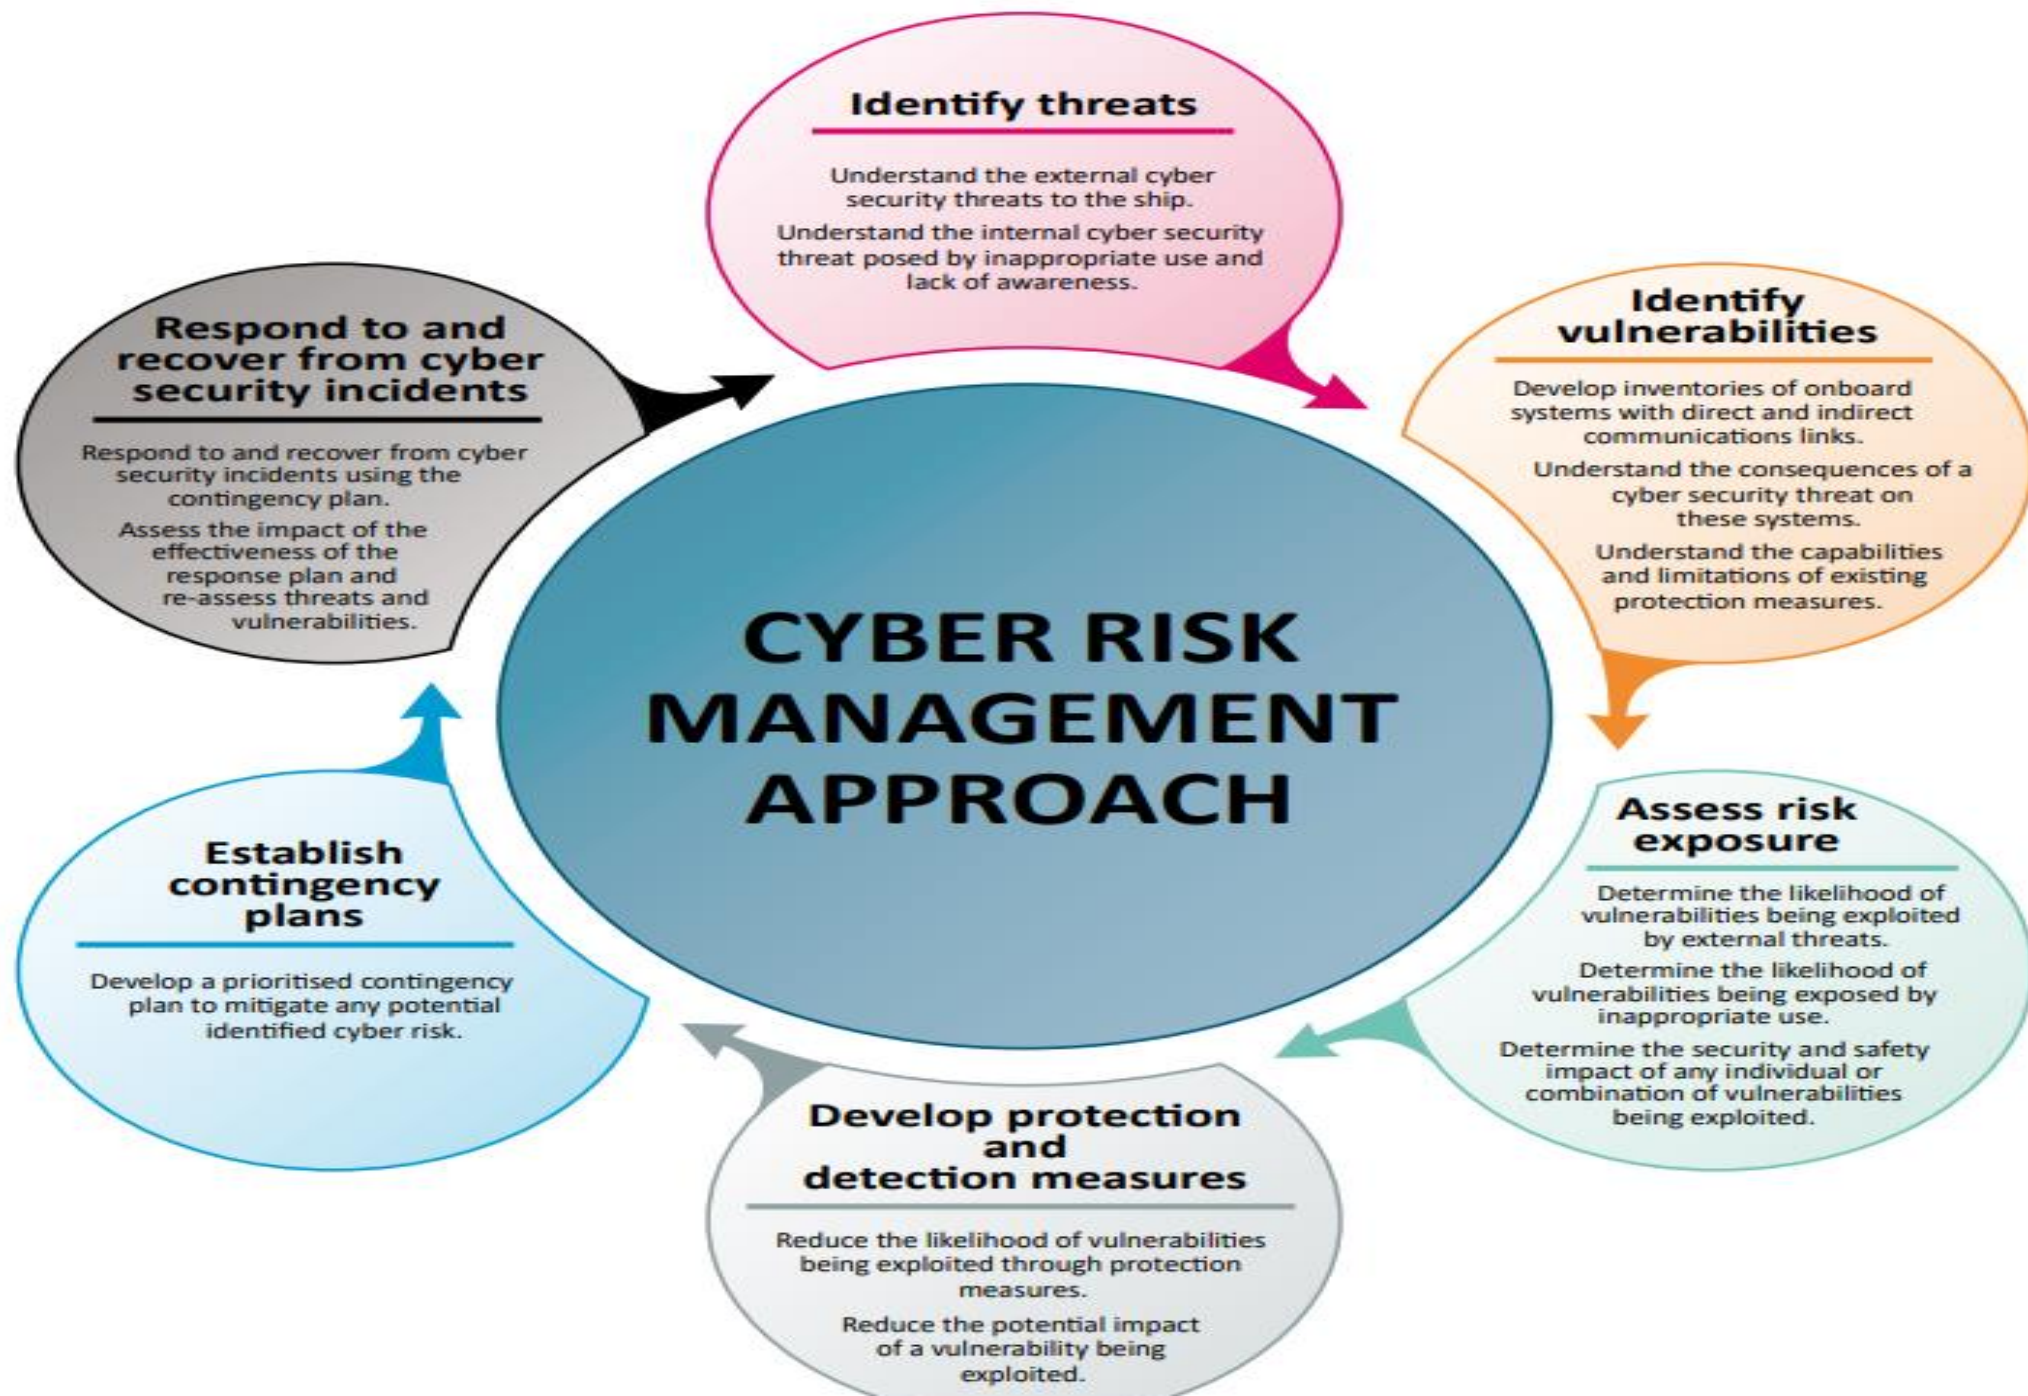 Identify threats
Understand the external cyber
security threats to the ship.
Understand the internal cyber security
threat posed by inappropriate use and
lack of awareness.
Identify
vulnerabilities
Develop inventories of onboard
systems with direct and indirect
communications links.
Understand the consequences of a
cyber security threat on
these systems.
Understand the capabilities
and limitations of existing
protection measures.
Assess risk
exposure
Determine the likelihood of
vulnerabilities being exploited
by external threats.
Determine the likelihood of
vulnerabilities being exposed by
inappropriate use.
Determine the security and safety
impact of any individual or
combination of vulnerabilities
being exploited.
Develop protection
and
detection measures
Reduce the likelihood of vulnerabilities
being exploited through protection
measures.
Reduce the potential impact
of a vulnerability being
exploited.
Establish
contingency
plans
Develop a prioritised contingency
plan to mitigate any potential
identified cyber risk.
Respond to and
recover from cyber
security incidents
Respond to and recover from cyber
security incidents using the
contingency plan.
Assess the impact of the
effectiveness of the
response plan and
re-assess threats and
vulnerabilities.
CYBER RISK
MANAGEMENT
APPROACH